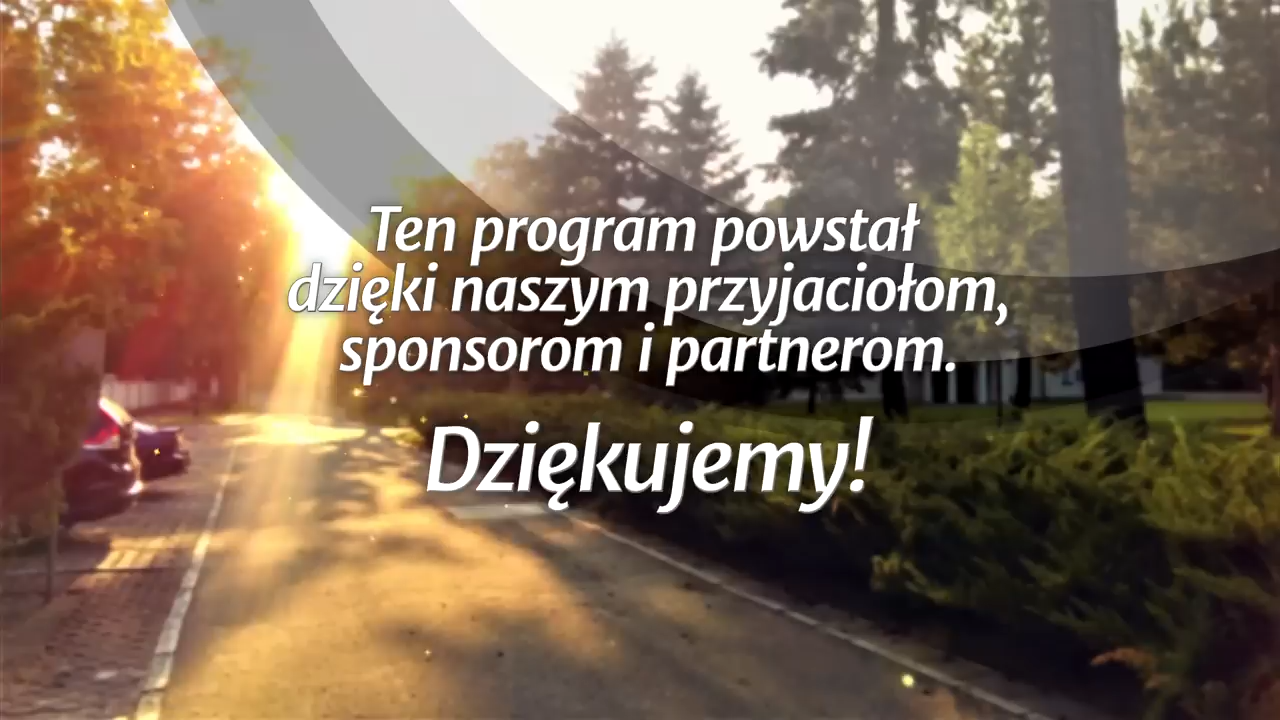 Ten program powstał
dzięki naszym przyjaciołom,
sponsorom i partnerom.
Dziękujemy!